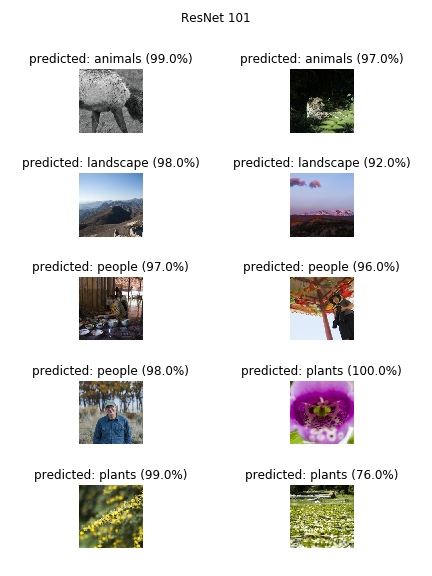 ResNet 101
predicted: animals (99.0%)
predicted: animals (97.0%)
predicted: landscape (98.0%)
predicted: landscape (92.0%)
predicted: people (97.0%)
predicted: people (96.0%)
predicted: people (98.0%)
predicted: plants (100.0%)
predicted: plants (99.0%)
predicted: plants (76.0%)